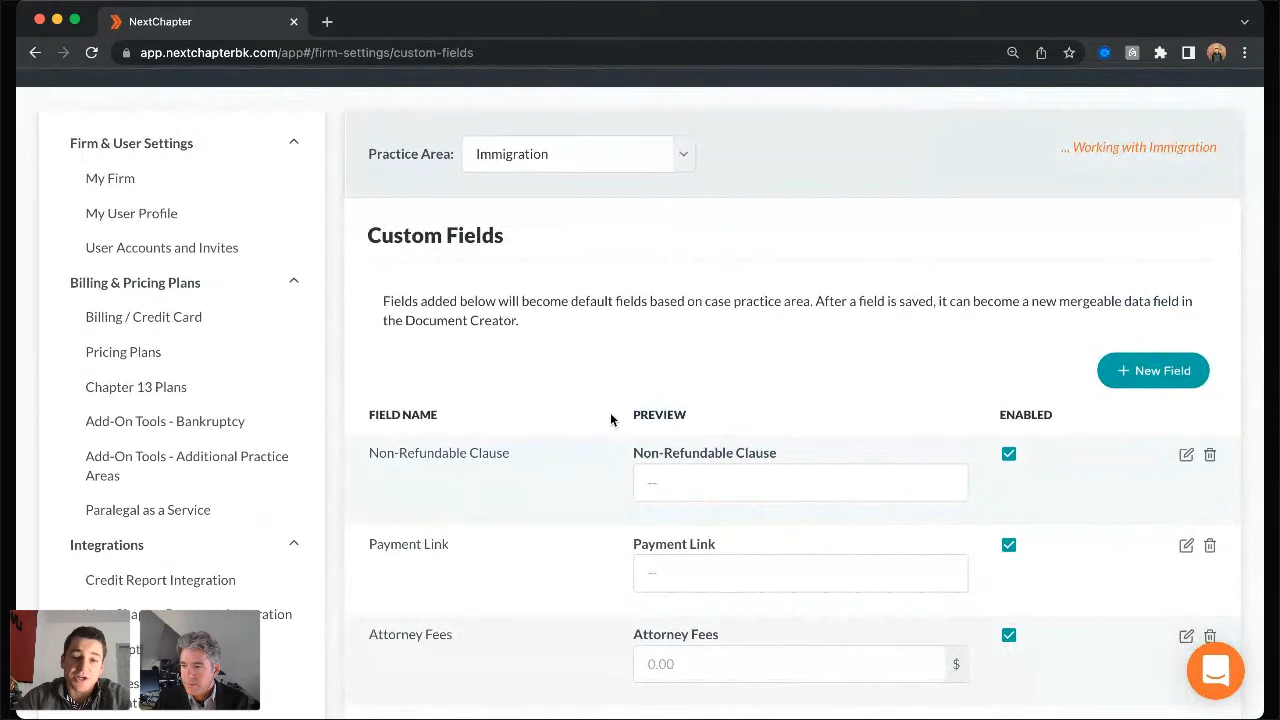 NextChapter
app.nextchapterbk.com/app#/firm-settings/custom-fields
Firm & User Settings
My Firm
My User Profile
User Accounts and Invites
Billing & Pricing Plans
Billing / Credit Card
Pricing Plans
Chapter 13 Plans
Add-On Tools - Bankruptcy
Add-On Tools - Additional Practice
Areas
Paralegal as a Service
Integrations
Credit Report Integration
Practice Area:
Immigration
... Working with Immigration
Custom Fields
Fields added below will become default fields based on case practice area. After a field is saved, it can become a new mergeable data field in
the Document Creator.
+ New Field
FIELD NAME
PREVIEW
ENABLED
Non-Refundable Clause
Non-Refundable Clause
--
Payment Link
Payment Link
--
Attorney Fees
Attorney Fees
0.00
$